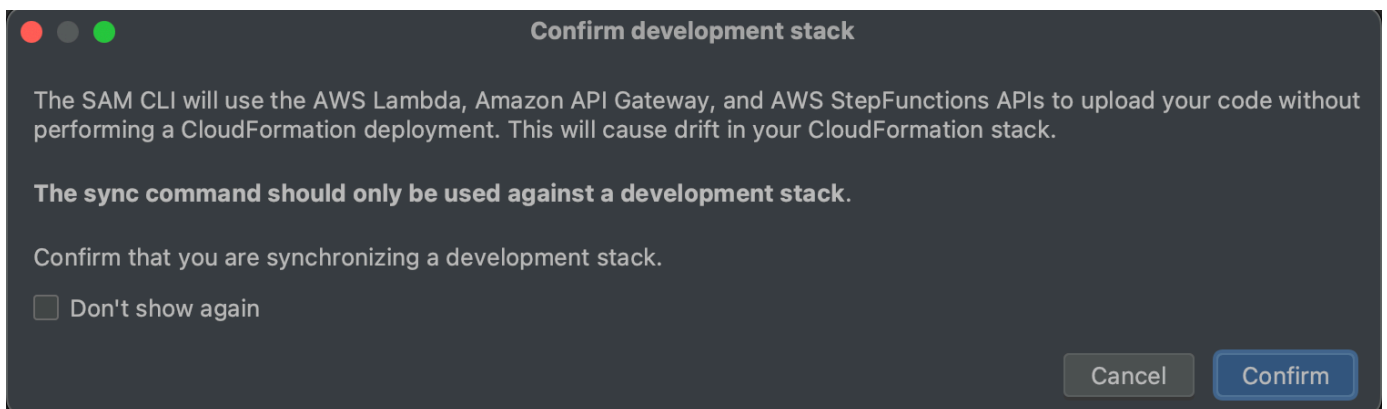 Confirm development stack
The SAM CLI will use the AWS Lambda, Amazon API Gateway, and AWS StepFunctions APIs to upload your code without
performing a CloudFormation deployment. This will cause drift in your CloudFormation stack.
The sync command should only be used against a development stack.
Confirm that you are synchronizing a development stack.
Don't show again
Cancel
Confirm